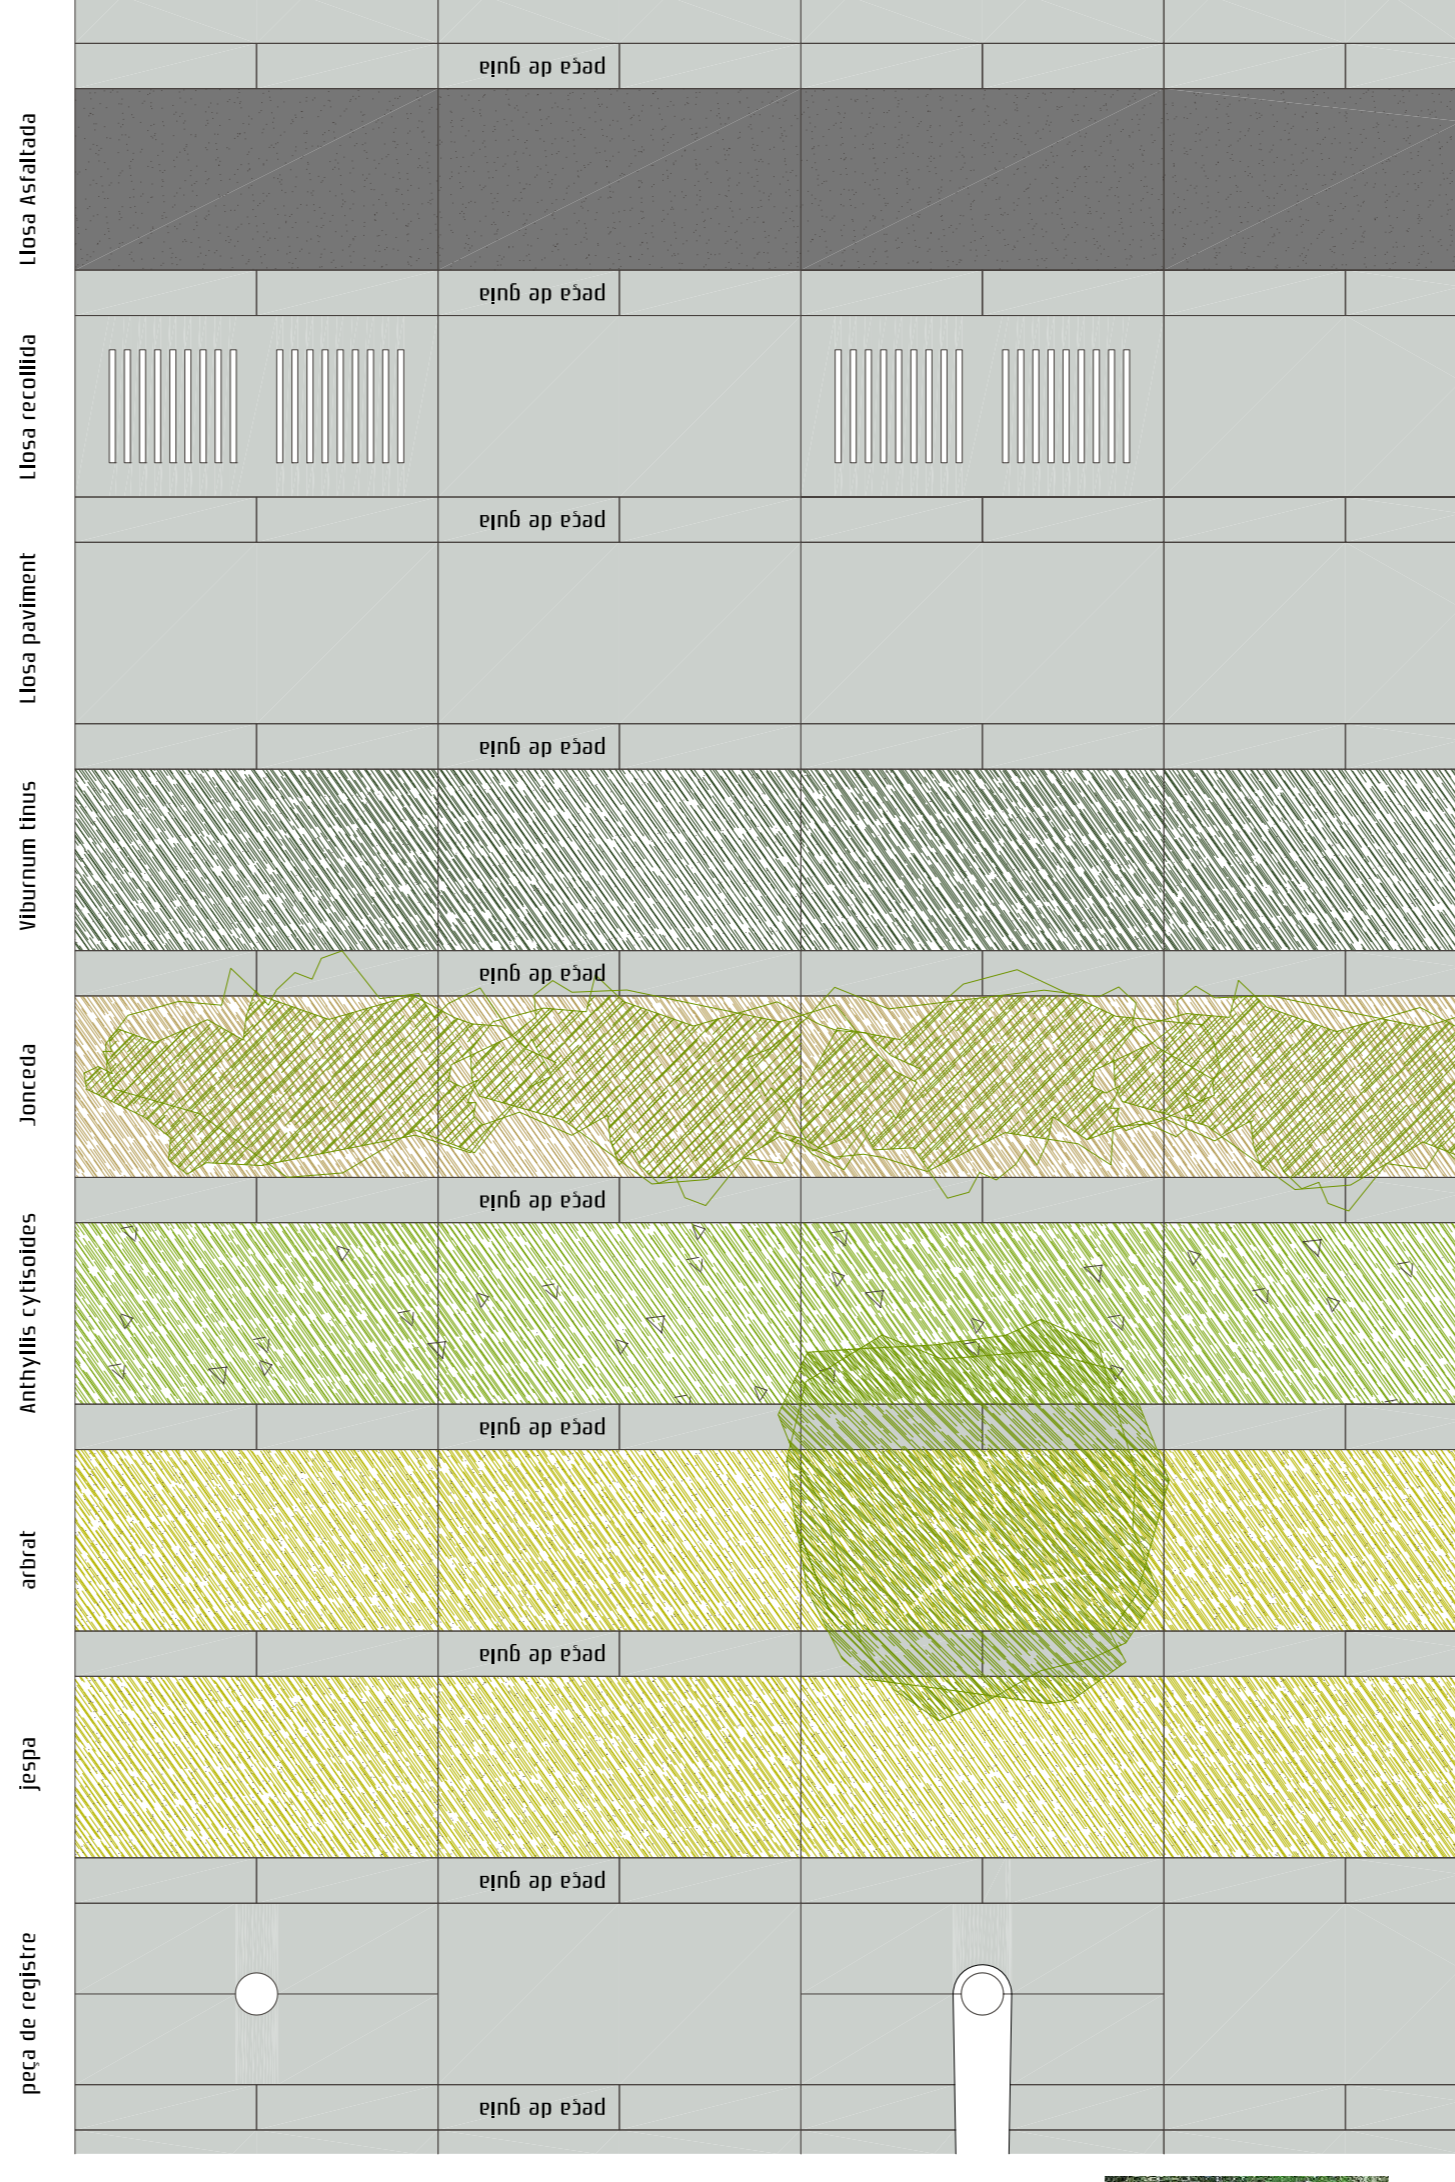 peça de guia
Llosa Asfaltada
peça de guia
Llosa recollida
peça de guia
Llosa paviment
peça de guia
Viburnum tinus
peça de guia
Jonceda
peça de guia
Anthyllis cytisoides
peça de guia
arbrat
peça de guia
jespa
peça de guia
peça de registre
peça de guia